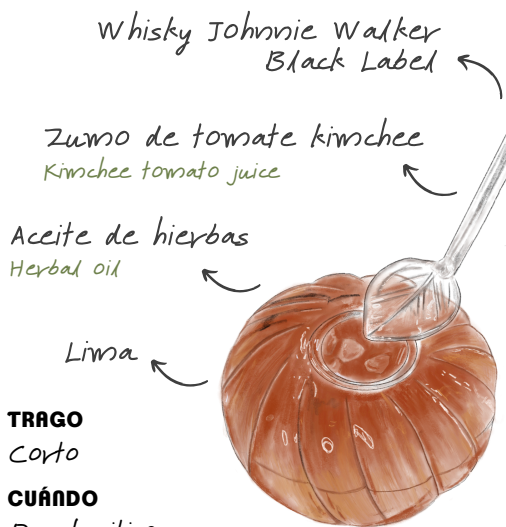 Whisky Johnnie Walker
Black Label
Zumo de tomate kimchee
Kimchee tomato juice
Aceite de hierbas
Herbal oil
Lima
TRAGO
Corto
CUÁNDO